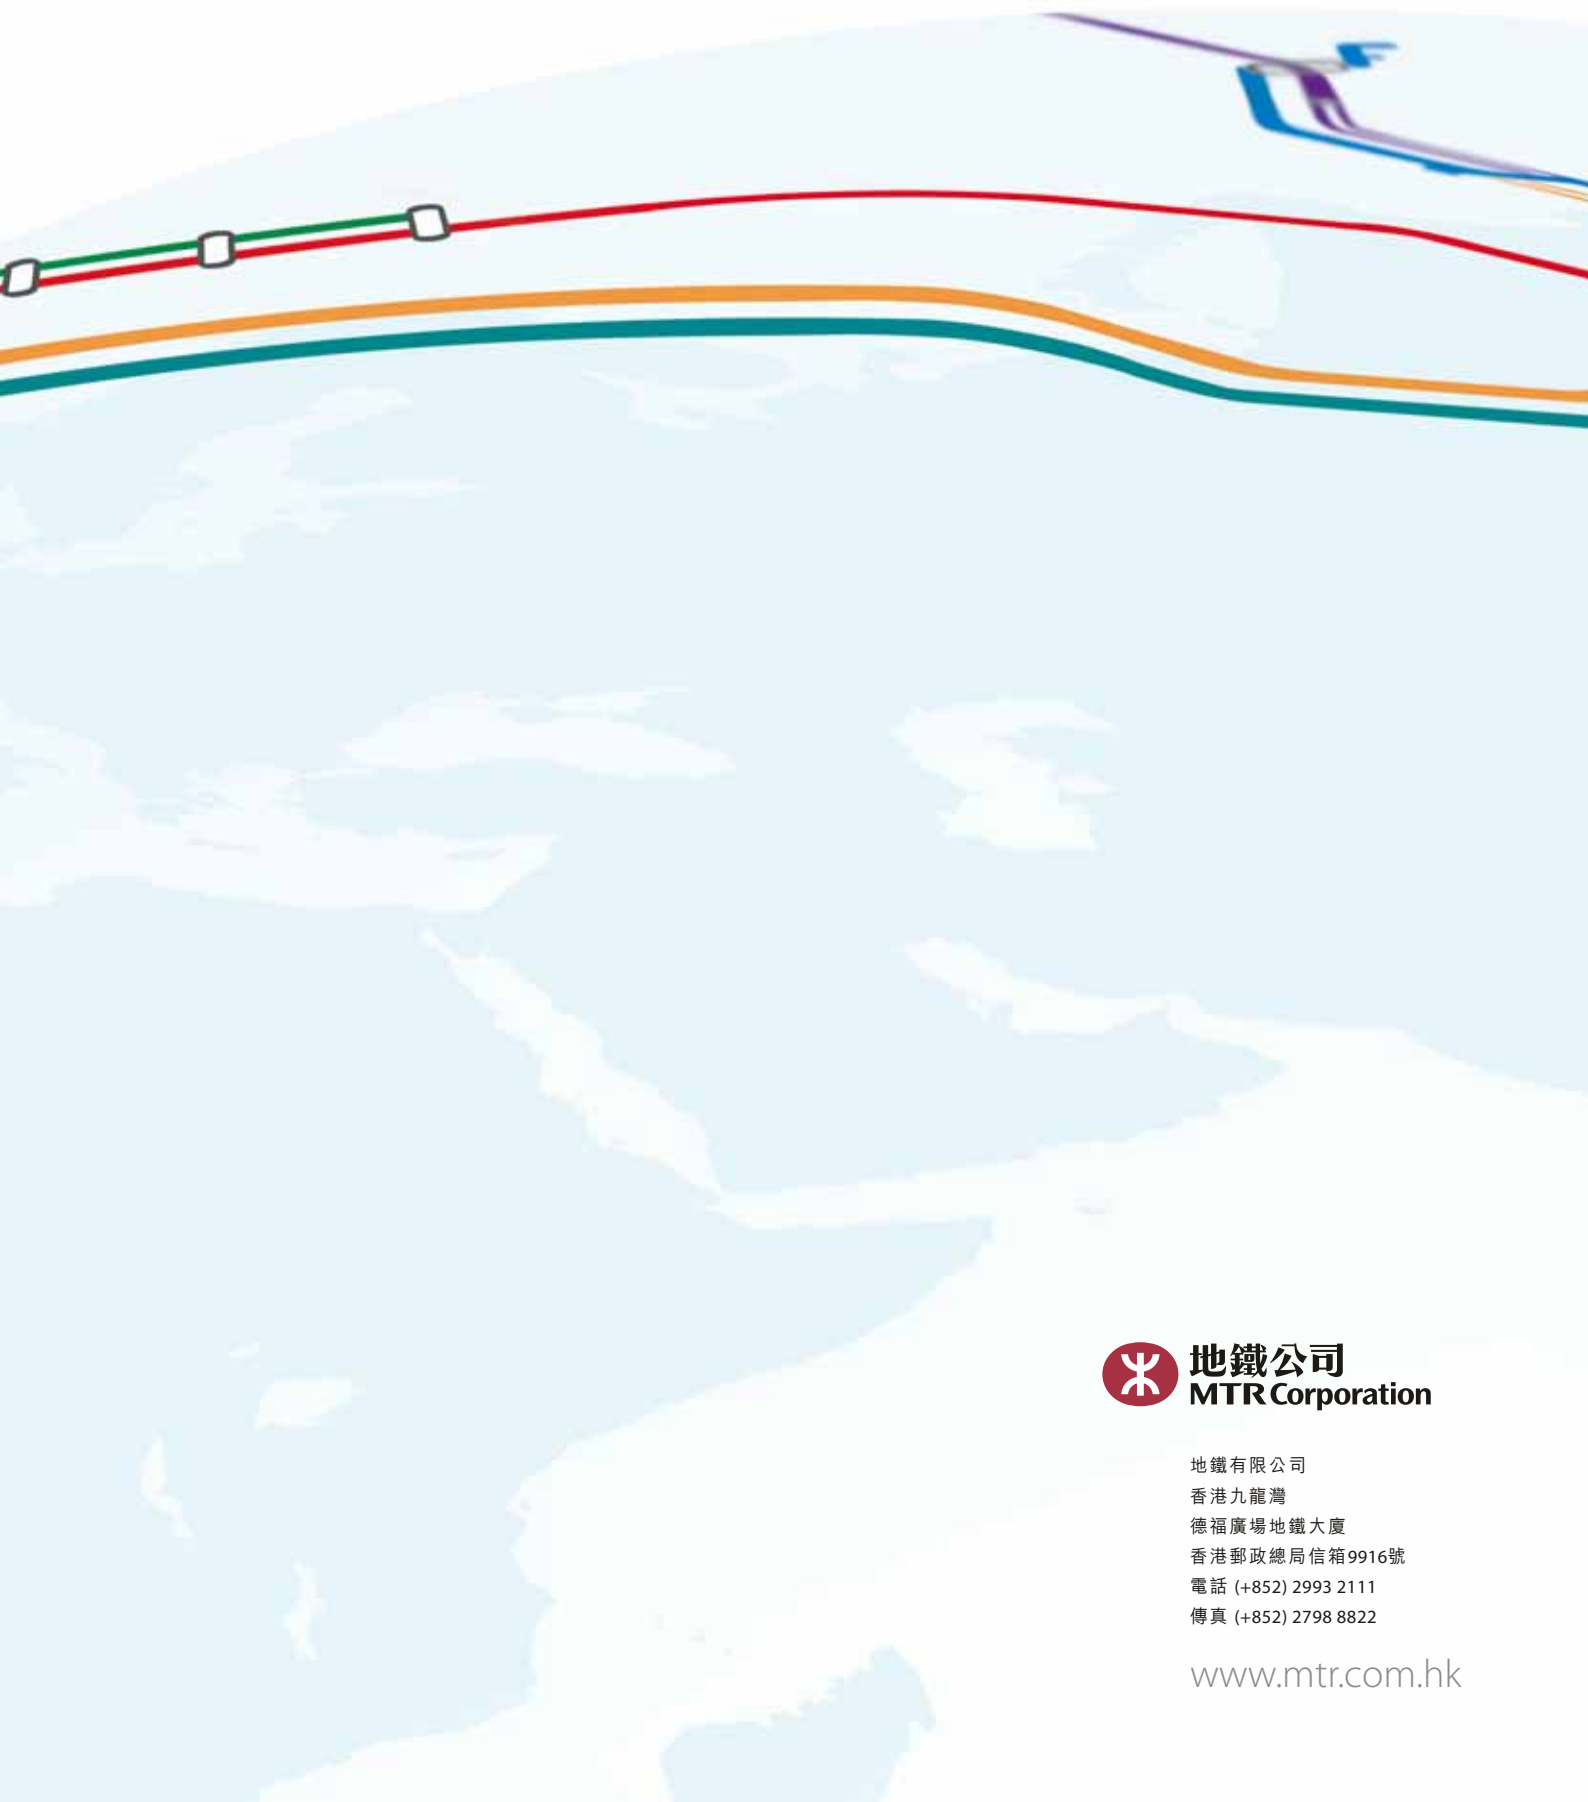 地鐵公司
MTR Corporation
地鐵有限公司
香港九龍灣
德福廣場地鐵大廈
香港郵政總局信箱9916號
電話 (+852) 2993 2111
傳真 (+852) 2798 8822
www.mtr.com.hk